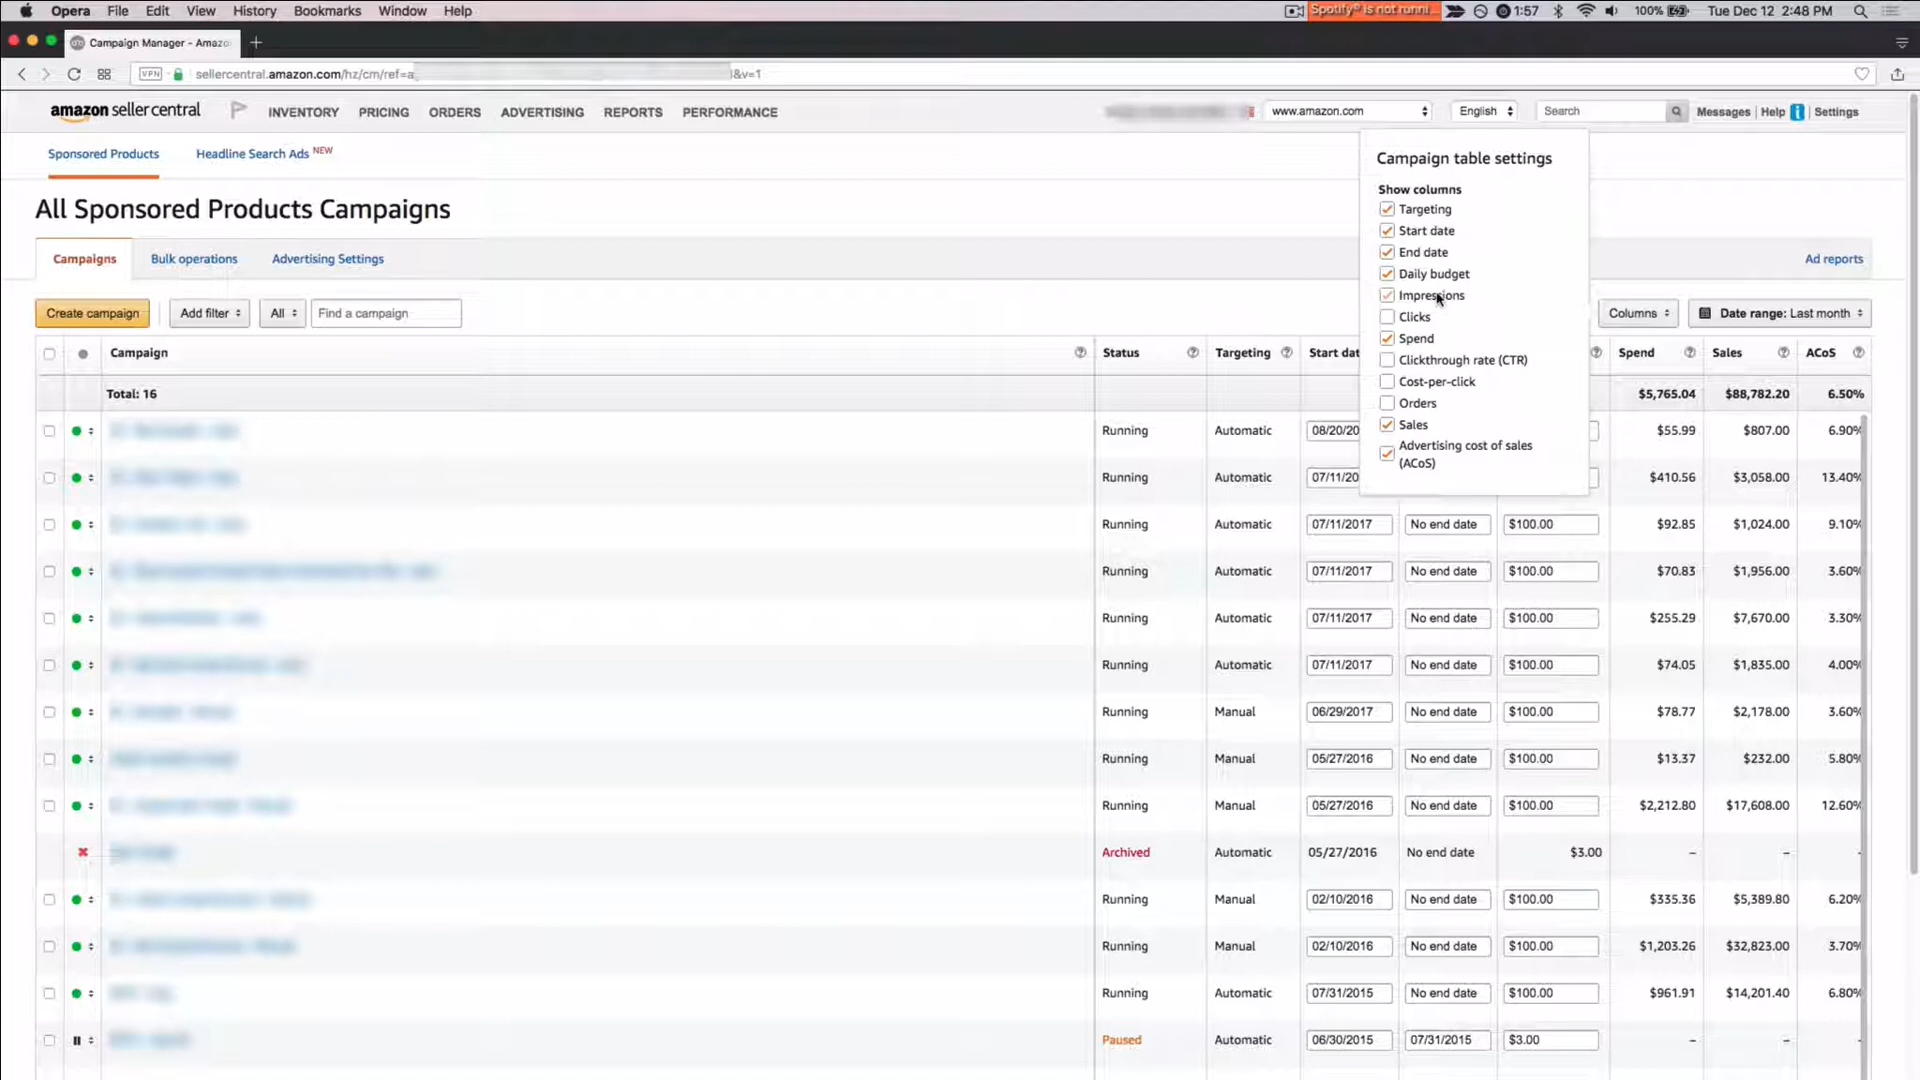 Opera File Edit View History Bookmarks Window Help Spotify® is not runni... 1:57 100% Tue Dec 12 2:48 PM
Campaign Manager - Amazo
VPN sellercentral.amazon.com/hz/cm/ref=a &v=1
amazon seller central INVENTORY PRICING ORDERS ADVERTISING REPORTS PERFORMANCE www.amazon.com English Search Messages | Help | Settings
Sponsored Products Headline Search Ads NEW
All Sponsored Products Campaigns
Campaigns Bulk operations Advertising Settings Ad reports
Create campaign Add filter All Find a campaign Columns Date range: Last month
Campaign table settings
Show columns
Targeting
Start date
End date
Daily budget
Impressions
Clicks
Spend
Clickthrough rate (CTR)
Cost-per-click
Orders
Sales
Advertising cost of sales
(ACoS)
Campaign Status Targeting Start dat Spend Sales ACoS
Total: 16 $5,765.04 $88,782.20 6.50%
Running Automatic 08/20/20 $55.99 $807.00 6.90%
Running Automatic 07/11/20 $410.56 $3,058.00 13.40%
Running Automatic 07/11/2017 No end date $100.00 $92.85 $1,024.00 9.10%
Running Automatic 07/11/2017 No end date $100.00 $70.83 $1,956.00 3.60%
Running Automatic 07/11/2017 No end date $100.00 $255.29 $7,670.00 3.30%
Running Automatic 07/11/2017 No end date $100.00 $74.05 $1,835.00 4.00%
Running Manual 06/29/2017 No end date $100.00 $78.77 $2,178.00 3.60%
Running Manual 05/27/2016 No end date $100.00 $13.37 $232.00 5.80%
Running Manual 05/27/2016 No end date $100.00 $2,212.80 $17,608.00 12.60%
Archived Automatic 05/27/2016 No end date $3.00 – – -
Running Manual 02/10/2016 No end date $100.00 $335.36 $5,389.80 6.20%
Running Manual 02/10/2016 No end date $100.00 $1,203.26 $32,823.00 3.70%
Running Automatic 07/31/2015 No end date $100.00 $961.91 $14,201.40 6.80%
Paused Automatic 06/30/2015 07/31/2015 $3.00 – – -